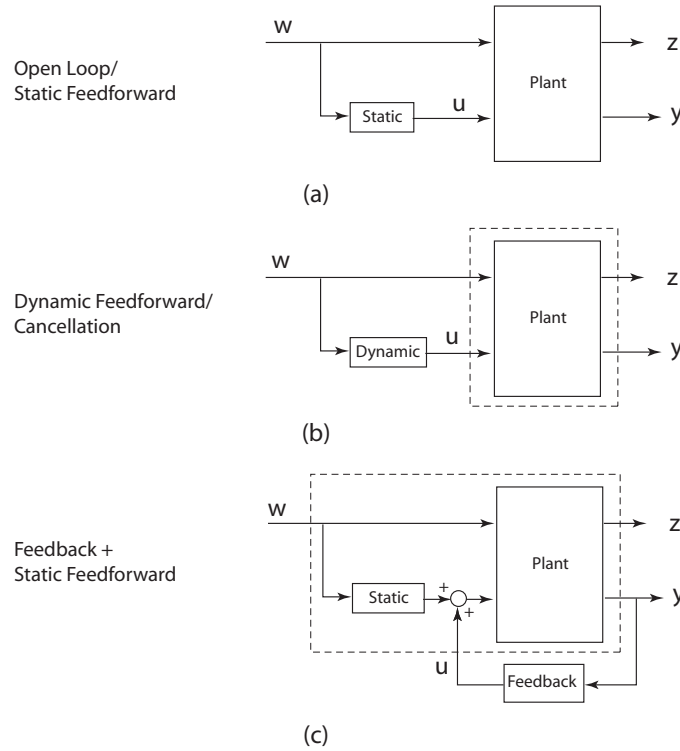 w
z
Open Loop/
Static Feedforward
Plant
Static
u
y
(a)
w
z
Dynamic Feedforward/
Cancellation
Plant
Dynamic
u
y
(b)
w
z
Feedback +
Static Feedforward
Plant
Static
+
+
y
u
Feedback
(c)